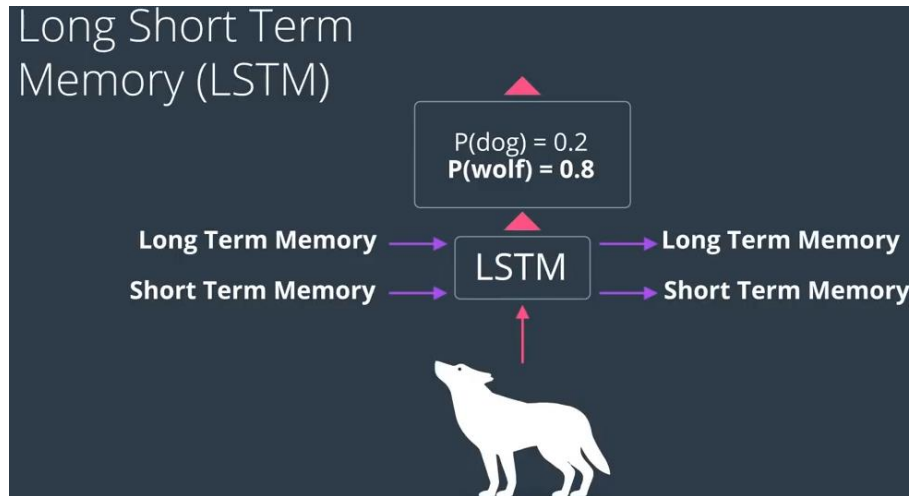 Long Short Term
Memory (LSTM)
P(dog) = 0.2
P(wolf) = 0.8
Long Term Memory
Short Term Memory
LSTM
Long Term Memory
Short Term Memory